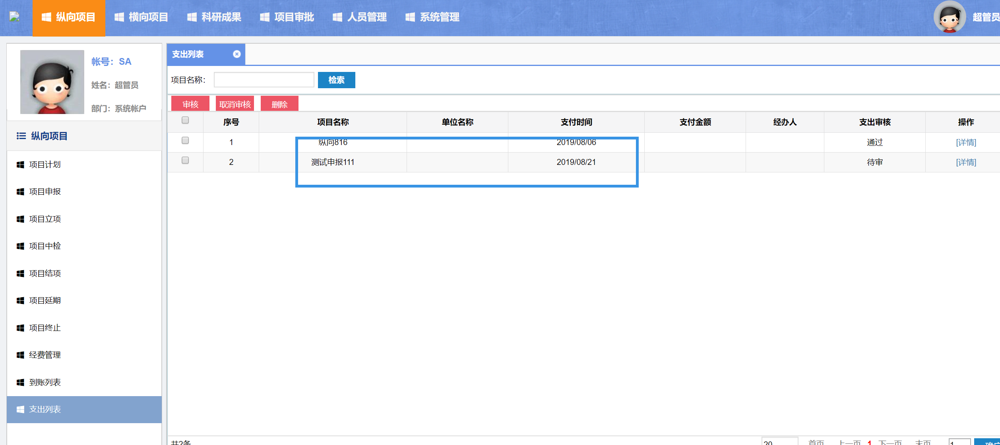 纵向项目 横向项目 科研成果 项目审批 人员管理 系统管理 超管员
帐号：SA
姓名：超管员
部门：系统帐户
纵向项目
项目计划
项目申报
项目立项
项目中检
项目结项
项目延期
项目终止
经费管理
到账列表
支出列表
支出列表
项目名称： 检索
审核 取消审核 删除
序号 项目名称 单位名称 支付时间 支付金额 经办人 支出审核 操作
1 纵向816 2019/08/06 通过 [详情]
2 测试申报111 2019/08/21 待审 [详情]
共2条 20 首页 上一页 1 下一页 末页 1 确定